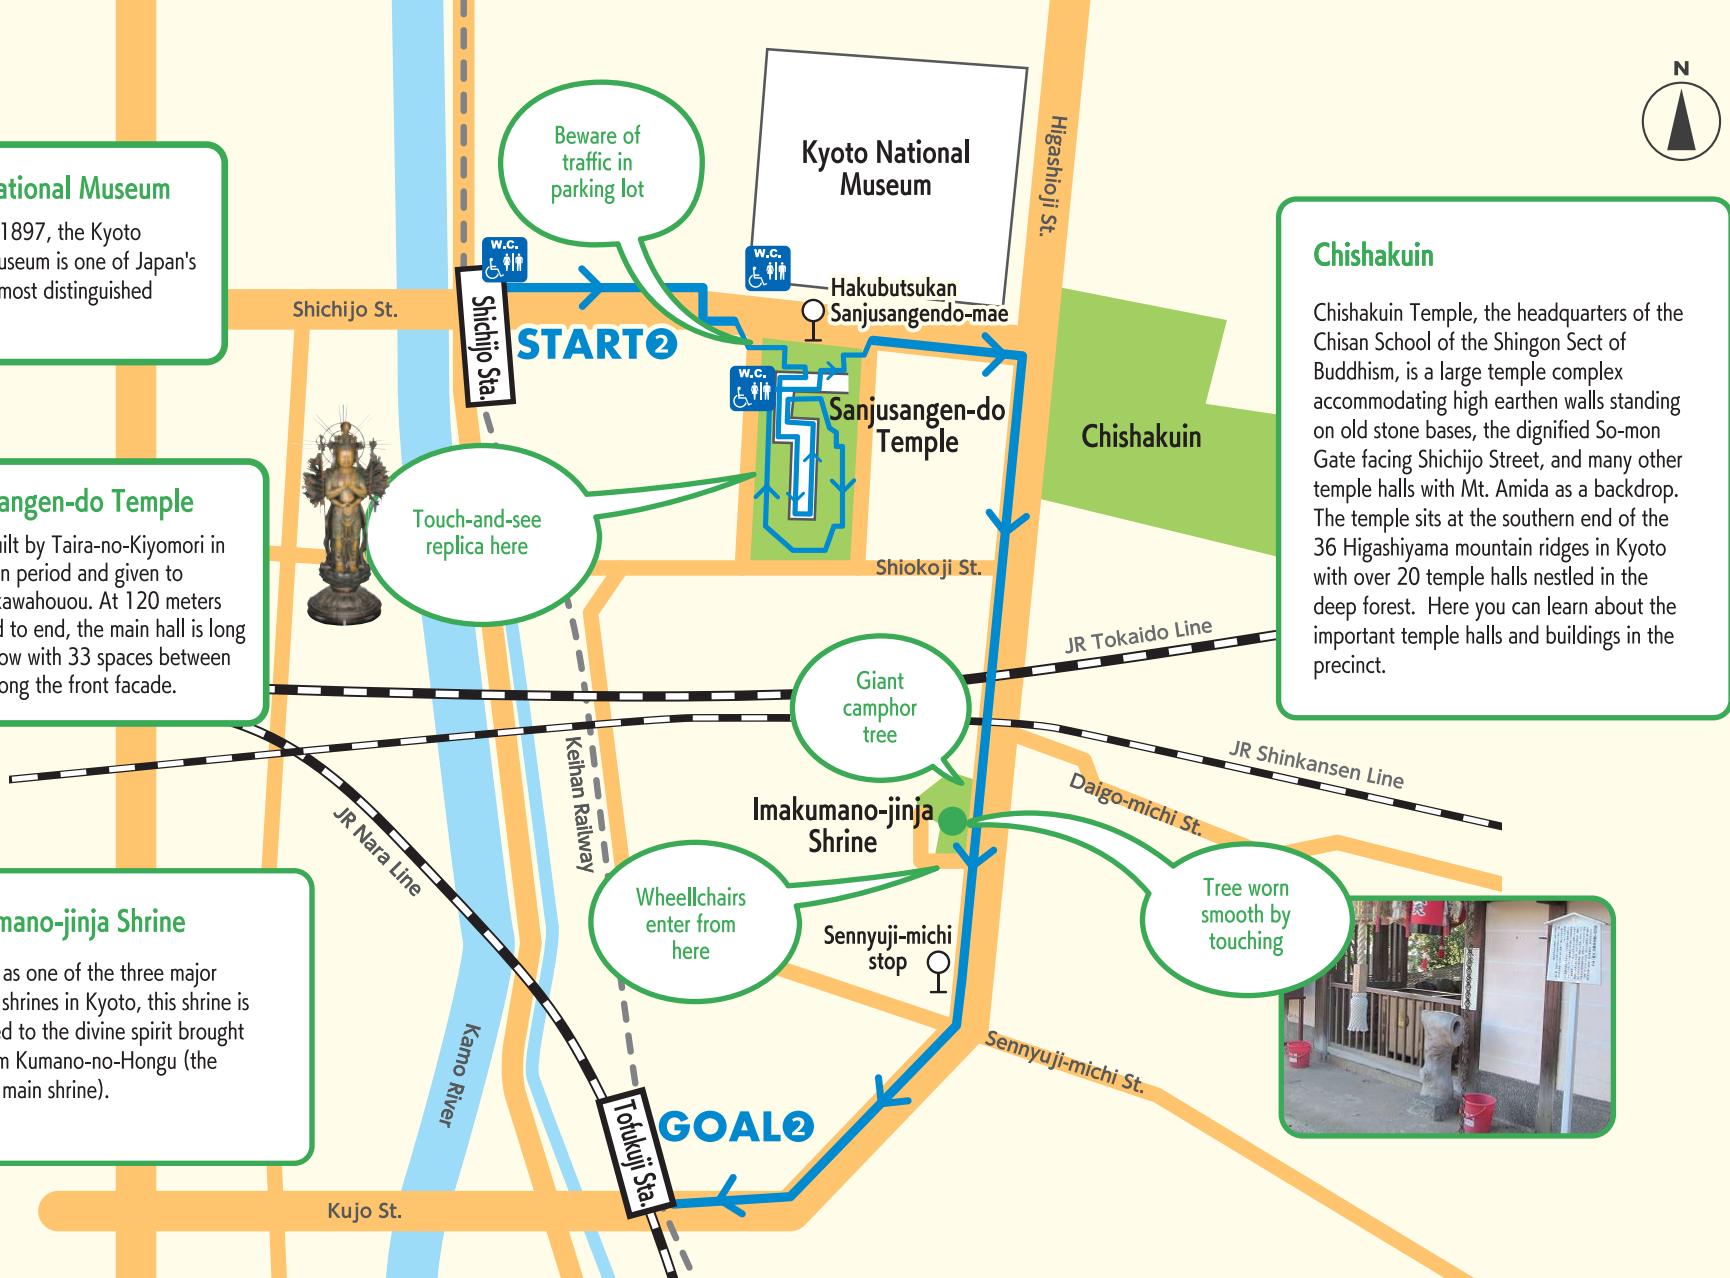 N
Beware of
traffic in
parking lot
Kyoto National
Museum
Higashioji St.
W.C.
W.C.
Hakubutsukan
Sanjusangendo-mae
Shichijo St.
Shichijo Sta.
START2
W.C.
Sanjusangen-do
Temple
Chishakuin
Touch-and-see
replica here
Shiokoji St.
ational Museum
1897, the Kyoto
useum is one of Japan's
most distinguished
angen-do Temple
ilt by Taira-no-Kiyomori in
n period and given to
kawahouou. At 120 meters
d to end, the main hall is long
ow with 33 spaces between
ong the front facade.
Chishakuin
Chishakuin Temple, the headquarters of the
Chisan School of the Shingon Sect of
Buddhism, is a large temple complex
accommodating high earthen walls standing
on old stone bases, the dignified So-mon
Gate facing Shichijo Street, and many other
temple halls with Mt. Amida as a backdrop.
The temple sits at the southern end of the
36 Higashiyama mountain ridges in Kyoto
with over 20 temple halls nestled in the
deep forest.  Here you can learn about the
important temple halls and buildings in the
precinct.
JR Tokaido Line
Giant
camphor
tree
JR Shinkansen Line
Keihan Railway
Daigo-michi St.
Imakumano-jinja
Shrine
JR Nara Line
Wheellchairs
enter from
here
Tree worn
smooth by
touching
Sennyuji-michi
stop
mano-jinja Shrine
as one of the three major
shrines in Kyoto, this shrine is
ed to the divine spirit brought
m Kumano-no-Hongu (the
main shrine).
Kamo River
Sennyuji-michi St.
Tofukuji Sta.
GOAL2
Kujo St.